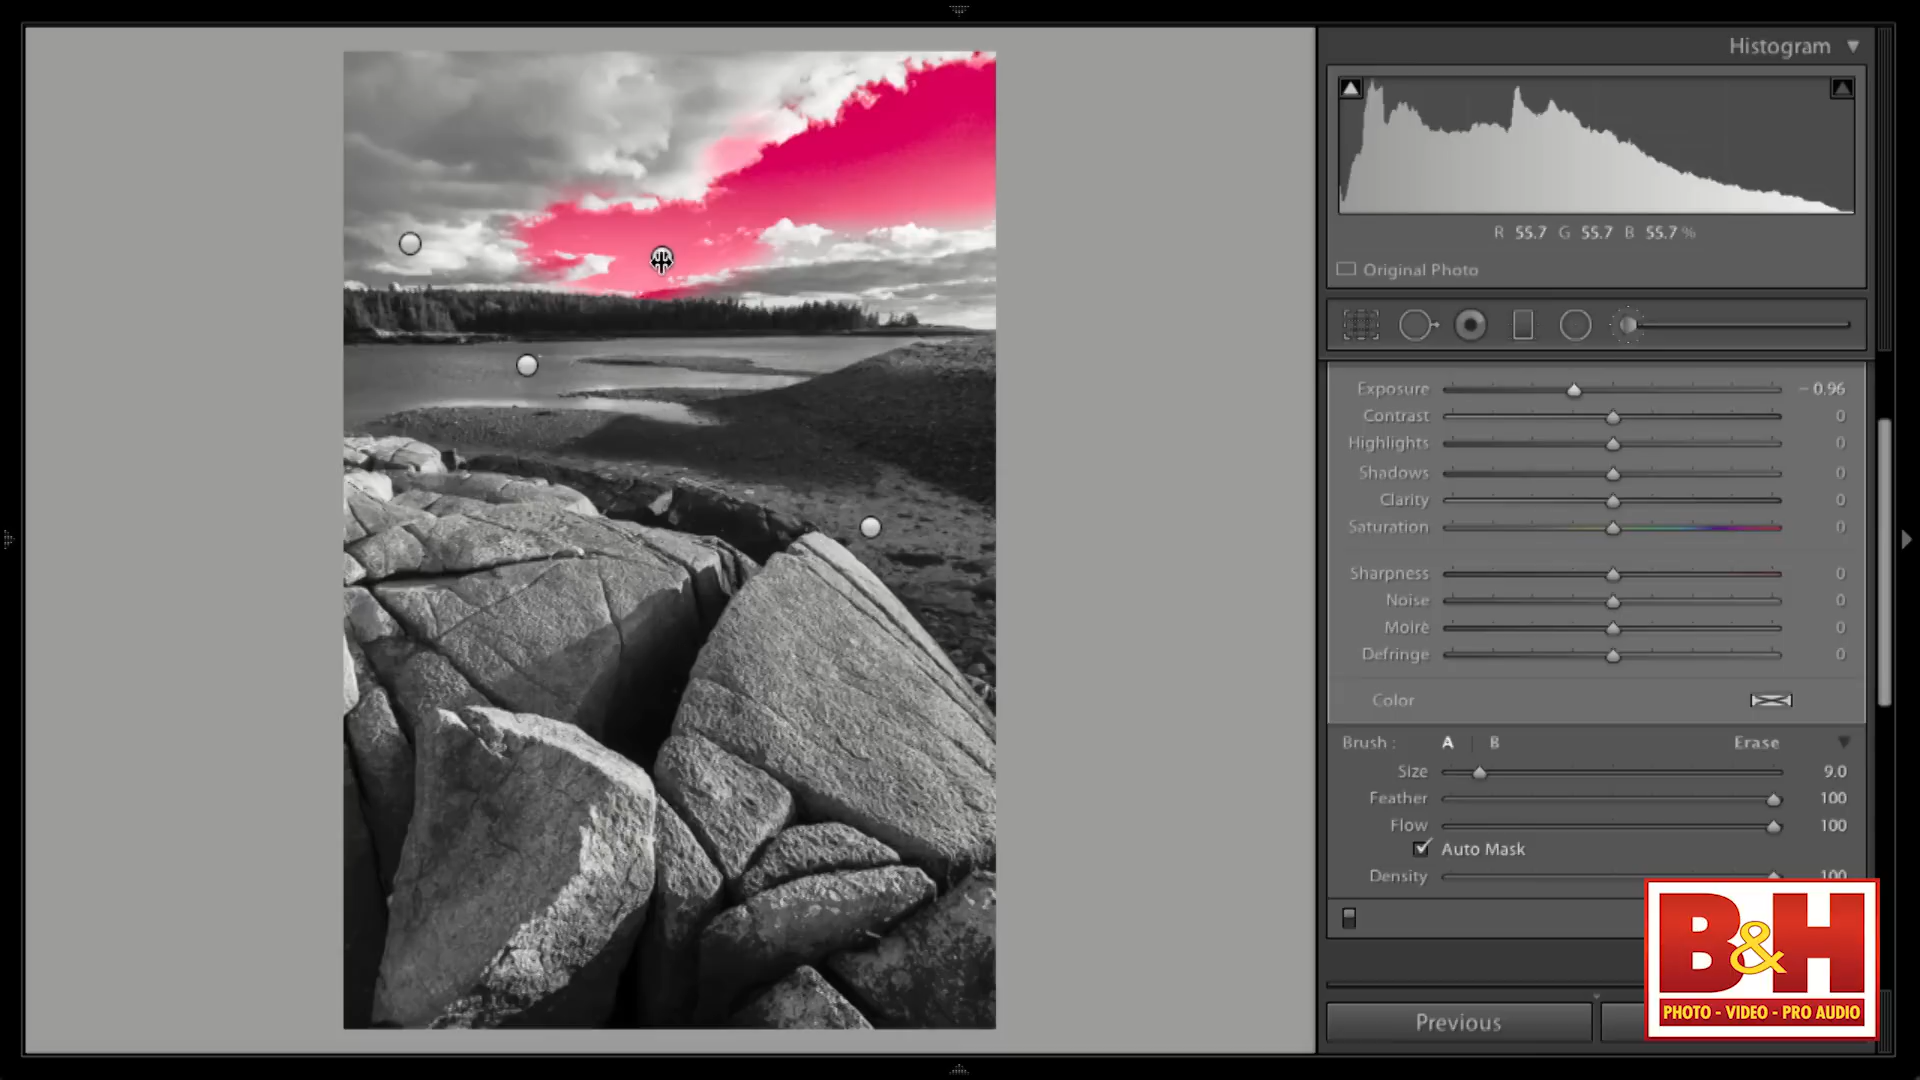 Histogram
R 55.7 G 55.7 B 55.7 %
Original Photo
Exposure − 0.96
Contrast 0
Highlights 0
Shadows 0
Clarity 0
Saturation 0
Sharpness 0
Noise 0
Moiré 0
Defringe 0
Color
Brush : A B Erase
Size 9.0
Feather 100
Flow 100
Auto Mask
Density 100
Previous
B&H
PHOTO - VIDEO - PRO AUDIO